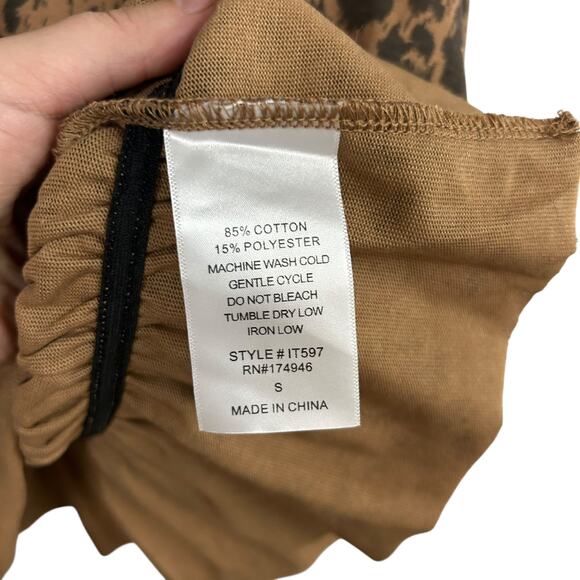 85% COTTON
15% POLYESTER
MACHINE WASH COLD
GENTLE CYCLE
DO NOT BLEACH
TUMBLE DRY LOW
IRON LOW
STYLE# IT597
RN#174946
S
MADE IN CHINA